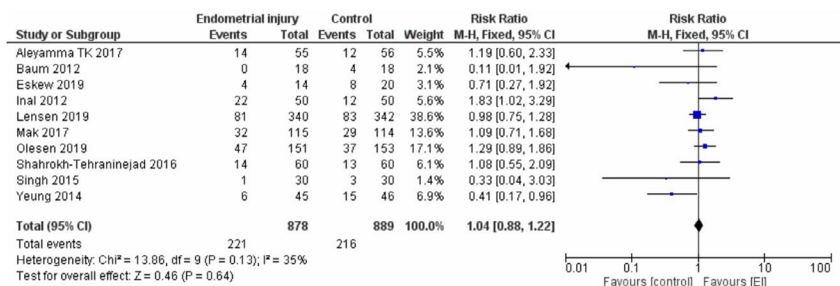 Endometrial injury Control Risk Ratio Risk Ratio
Study or Subgroup Events Total Events Total Weight M-H, Fixed, 95% CI M-H, Fixed, 95% CI
Aleyamma TK 2017 14 55 12 56 5.5% 1.19 [0.60, 2.33]
Baum 2012 0 18 4 18 2.1% 0.11 [0.01, 1.92]
Eskew 2019 4 14 8 20 3.0% 0.71 [0.27, 1.92]
Inal 2012 22 50 12 50 5.5% 1.83 [1.02, 3.29]
Lensen 2019 81 340 83 342 38.6% 0.98 [0.75, 1.28]
Mak 2017 32 115 29 114 13.6% 1.09 [0.71, 1.68]
Olesen 2019 47 151 37 153 17.1% 1.29 [0.89, 1.86]
Shahrokh-Tehraninejad 2016 14 60 13 60 6.0% 1.08 [0.55, 2.09]
Singh 2015 1 30 3 30 1.4% 0.33 [0.04, 3.03]
Yeung 2014 6 45 15 46 6.9% 0.41 [0.17, 0.96]
Total (95% CI) 878 889 100.0% 1.04 [0.88, 1.22]
Total events 221 216
Heterogeneity: Chi² = 13.86, df = 9 (P = 0.13); I² = 35%
Test for overall effect: Z = 0.46 (P = 0.64)
0.01 0.1 1 10 100
Favours [control] Favours [EI]